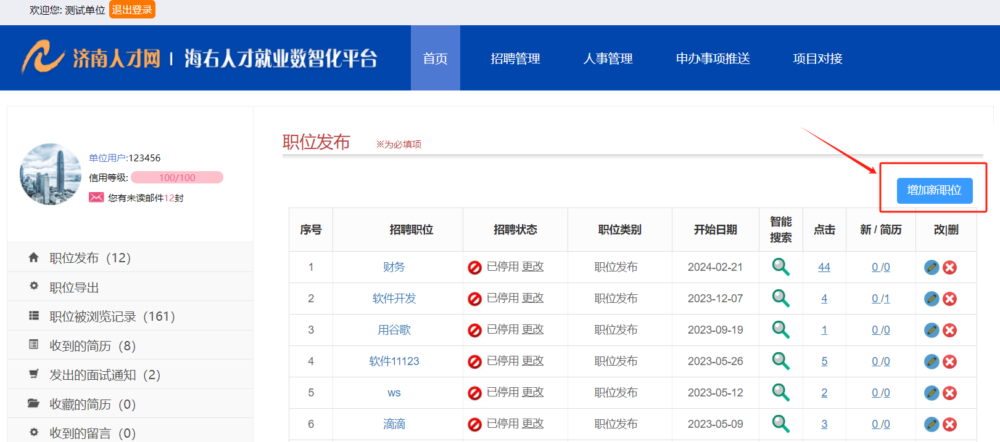 欢迎您: 测试单位 退出登录
济南人才网 | 海右人才就业数智化平台
首页 招聘管理 人事管理 申办事项推送 项目对接
单位用户:123456
信用等级: 100/100
您有未读邮件12封
职位发布（12）
职位导出
职位被浏览记录（161）
收到的简历（8）
发出的面试通知（2）
收藏的简历（0）
收到的留言（0）
职位发布 ※为必填项
增加新职位
序号 招聘职位 招聘状态 职位类别 开始日期 智能搜索 点击 新 / 简历 改|删
1 财务 已停用 更改 职位发布 2024-02-21 44 0 /0
2 软件开发 已停用 更改 职位发布 2023-12-07 4 0 /1
3 用谷歌 已停用 更改 职位发布 2023-09-19 1 0 /0
4 软件11123 已停用 更改 职位发布 2023-05-26 5 0 /0
5 ws 已停用 更改 职位发布 2023-05-12 2 0 /0
6 滴滴 已停用 更改 职位发布 2023-05-09 3 0 /0